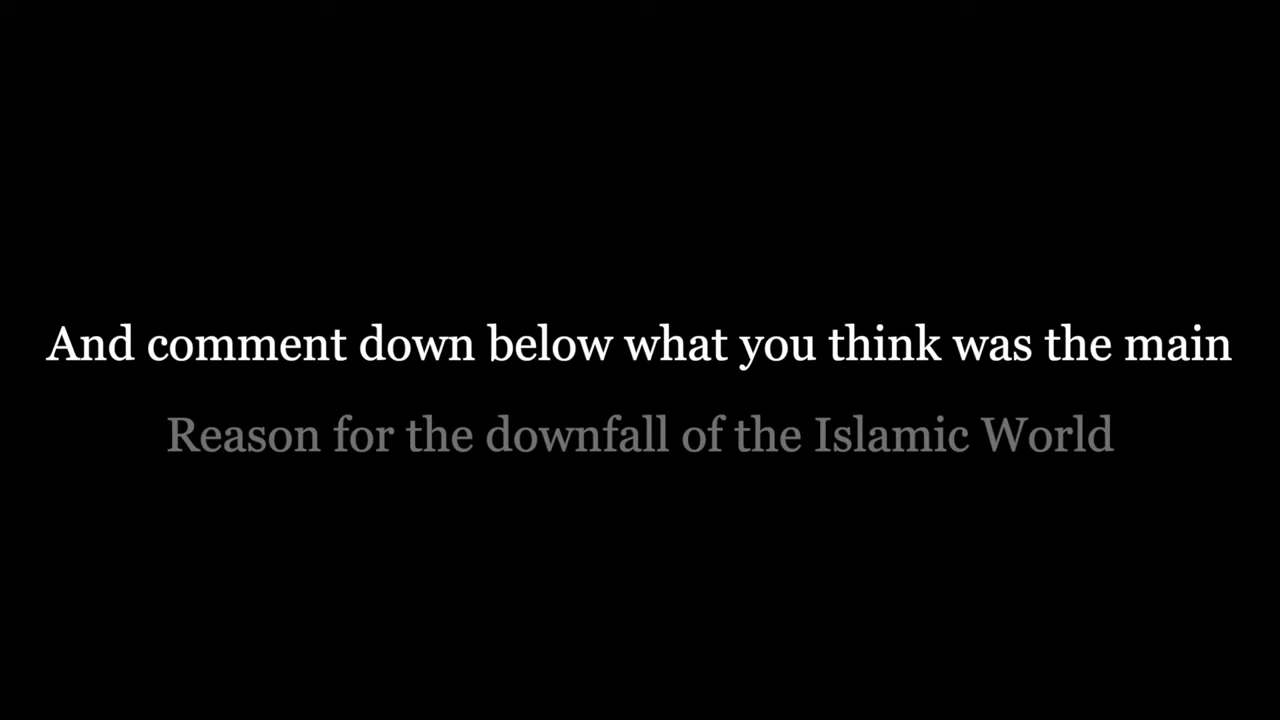 And comment down below what you think was the main
Reason for the downfall of the Islamic World